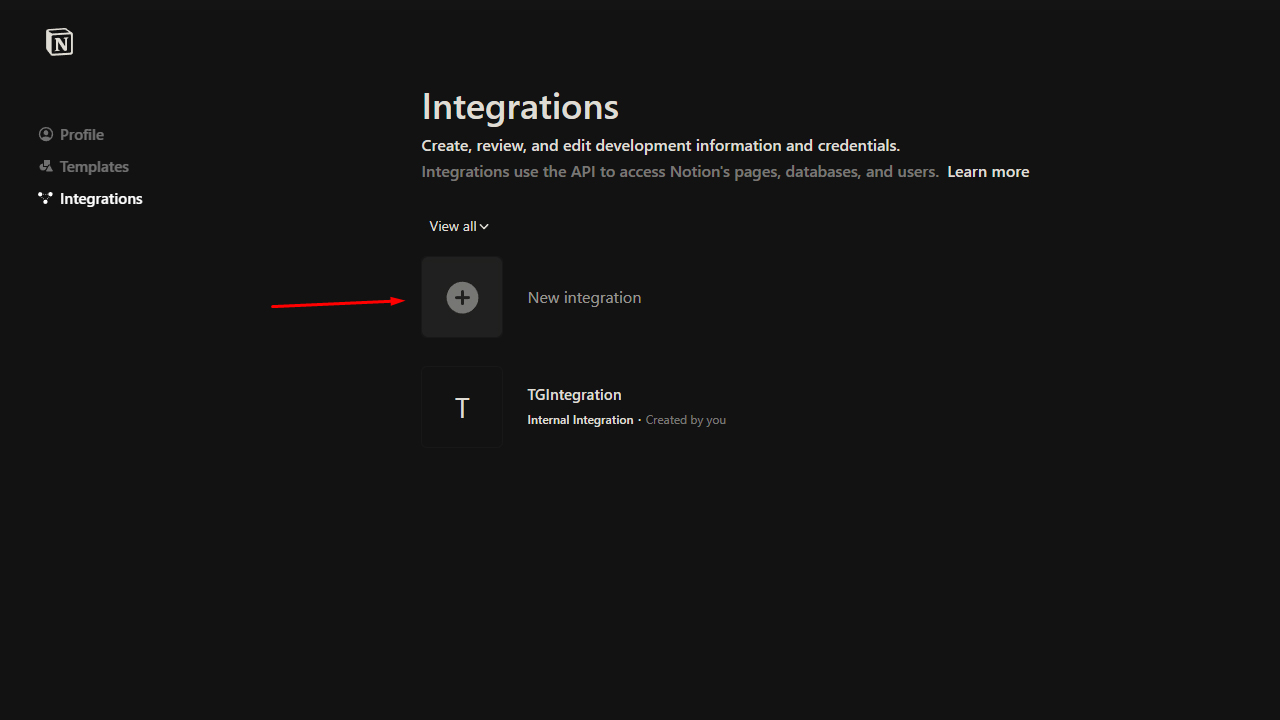 N
Profile
Templates
Integrations
Integrations
Create, review, and edit development information and credentials.
Integrations use the API to access Notion's pages, databases, and users. Learn more
View all
New integration
T
TGIntegration
Internal Integration · Created by you